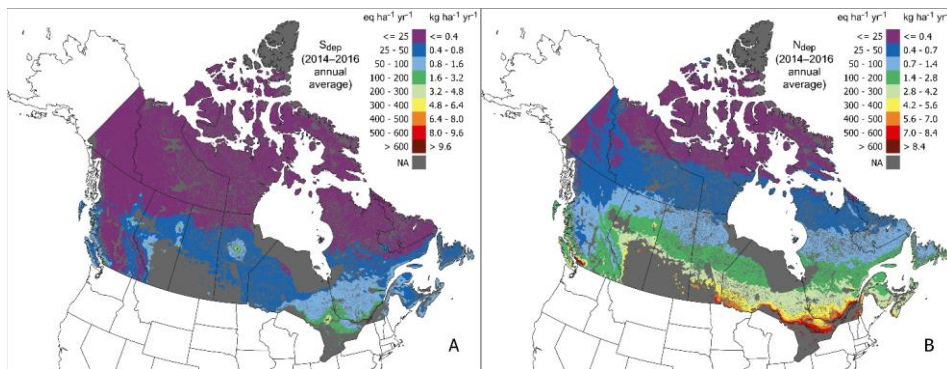 eq ha⁻¹ yr⁻¹ kg ha⁻¹ yr⁻¹
S_dep
(2014–2016
annual
average)
<= 25 <= 0.4
25 - 50 0.4 - 0.8
50 - 100 0.8 - 1.6
100 - 200 1.6 - 3.2
200 - 300 3.2 - 4.8
300 - 400 4.8 - 6.4
400 - 500 6.4 - 8.0
500 - 600 8.0 - 9.6
> 600 > 9.6
NA
A
eq ha⁻¹ yr⁻¹ kg ha⁻¹ yr⁻¹
N_dep
(2014–2016
annual
average)
<= 25 <= 0.4
25 - 50 0.4 - 0.7
50 - 100 0.7 - 1.4
100 - 200 1.4 - 2.8
200 - 300 2.8 - 4.2
300 - 400 4.2 - 5.6
400 - 500 5.6 - 7.0
500 - 600 7.0 - 8.4
> 600 > 8.4
NA
B